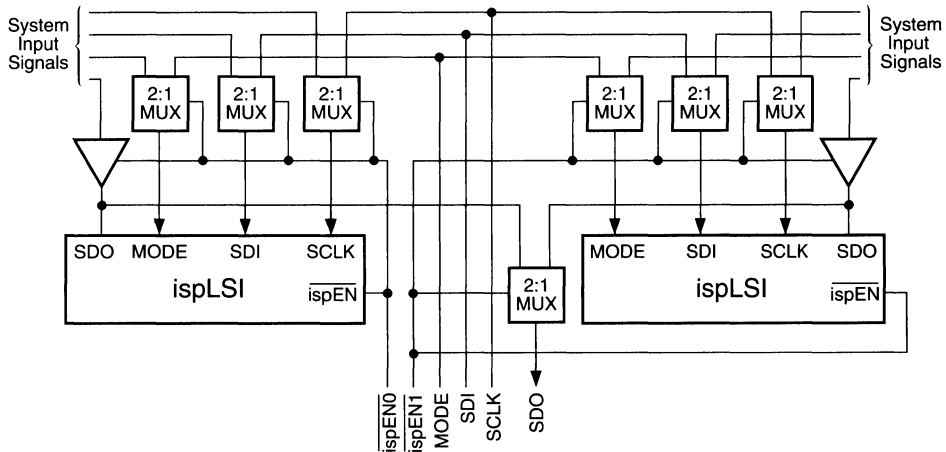 System
Input
Signals
System
Input
Signals
2:1
MUX
2:1
MUX
2:1
MUX
2:1
MUX
2:1
MUX
2:1
MUX
SDO MODE SDI SCLK
ispLSI
ispEN
2:1
MUX
MODE SDI SCLK SDO
ispLSI
ispEN
ispEN0
ispEN1
MODE
SDI
SCLK
SDO